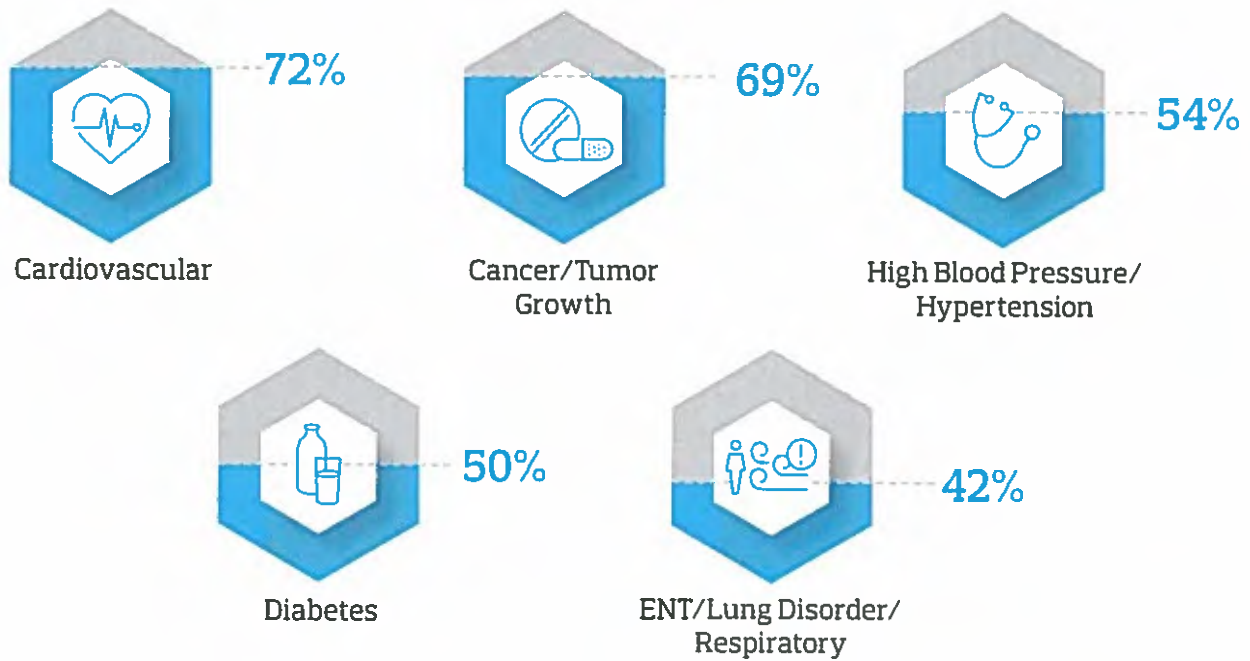 72%
Cardiovascular
69%
Cancer/Tumor
Growth
54%
High Blood Pressure/
Hypertension
50%
Diabetes
42%
ENT/Lung Disorder/
Respiratory